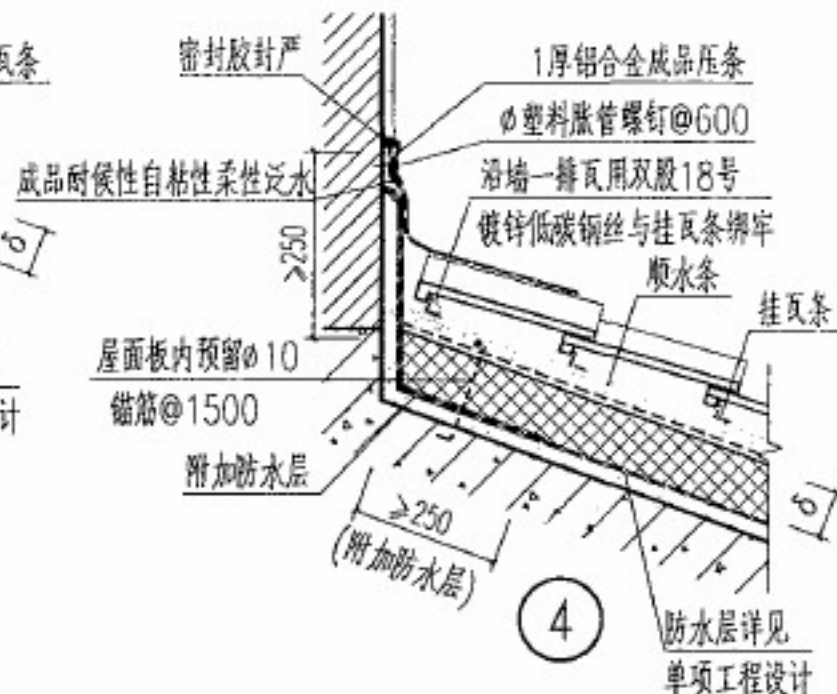 瓦条
密封胶封严
1厚铝合金成品压条
φ塑料胀管螺钉@600
成品耐候性自粘性柔性泛水
沿墙一排瓦用双股18号
镀锌低碳钢丝与挂瓦条绑牢
δ
≥250
顺水条
挂瓦条
屋面板内预留φ10
锚筋@1500
计
附加防水层
≥250
(附加防水层)
δ
4
防水层详见
单项工程设计